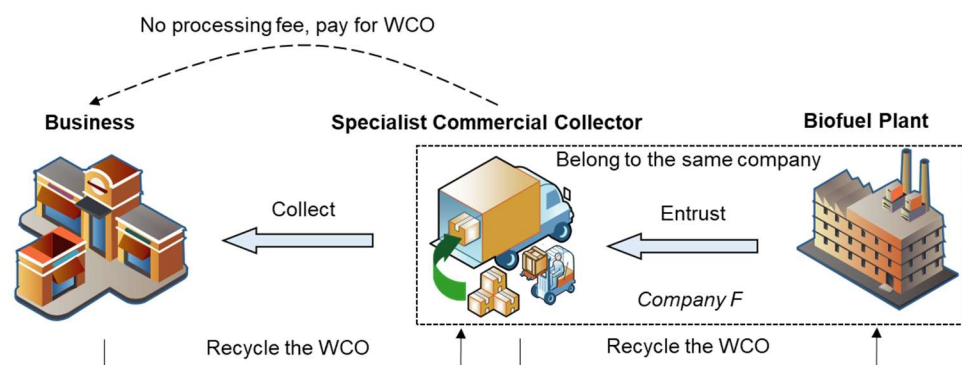 No processing fee, pay for WCO
Business
Specialist Commercial Collector
Biofuel Plant
Belong to the same company
Collect
Entrust
Company F
Recycle the WCO
Recycle the WCO